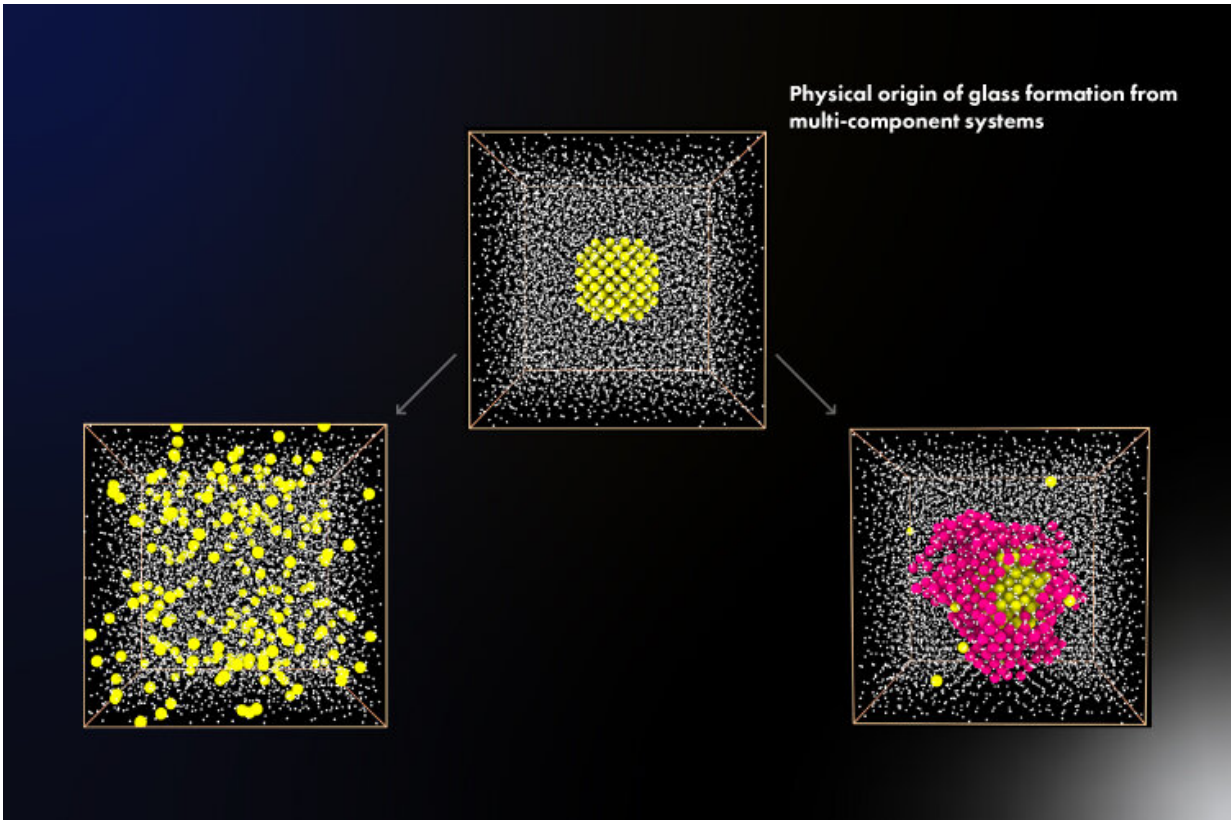 Physical origin of glass formation from
multi-component systems